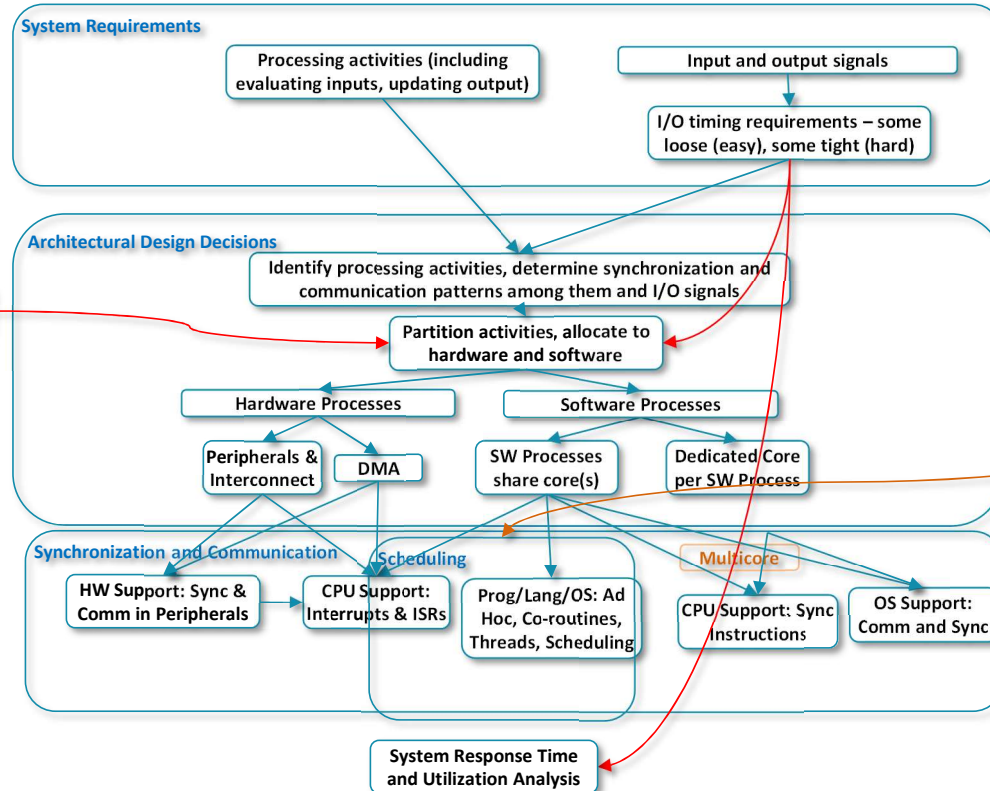 System Requirements
Processing activities (including
evaluating inputs, updating output)
Input and output signals
I/O timing requirements – some
loose (easy), some tight (hard)
Architectural Design Decisions
Identify processing activities, determine synchronization and
communication patterns among them and I/O signals
Partition activities, allocate to
hardware and software
Hardware Processes
Software Processes
Peripherals &
Interconnect
DMA
SW Processes
share core(s)
Dedicated Core
per SW Process
Synchronization and Communication
Scheduling
Multicore
HW Support: Sync &
Comm in Peripherals
CPU Support:
Interrupts & ISRs
Prog/Lang/OS: Ad
Hoc, Co-routines,
Threads, Scheduling
CPU Support: Sync
Instructions
OS Support:
Comm and Sync
System Response Time
and Utilization Analysis